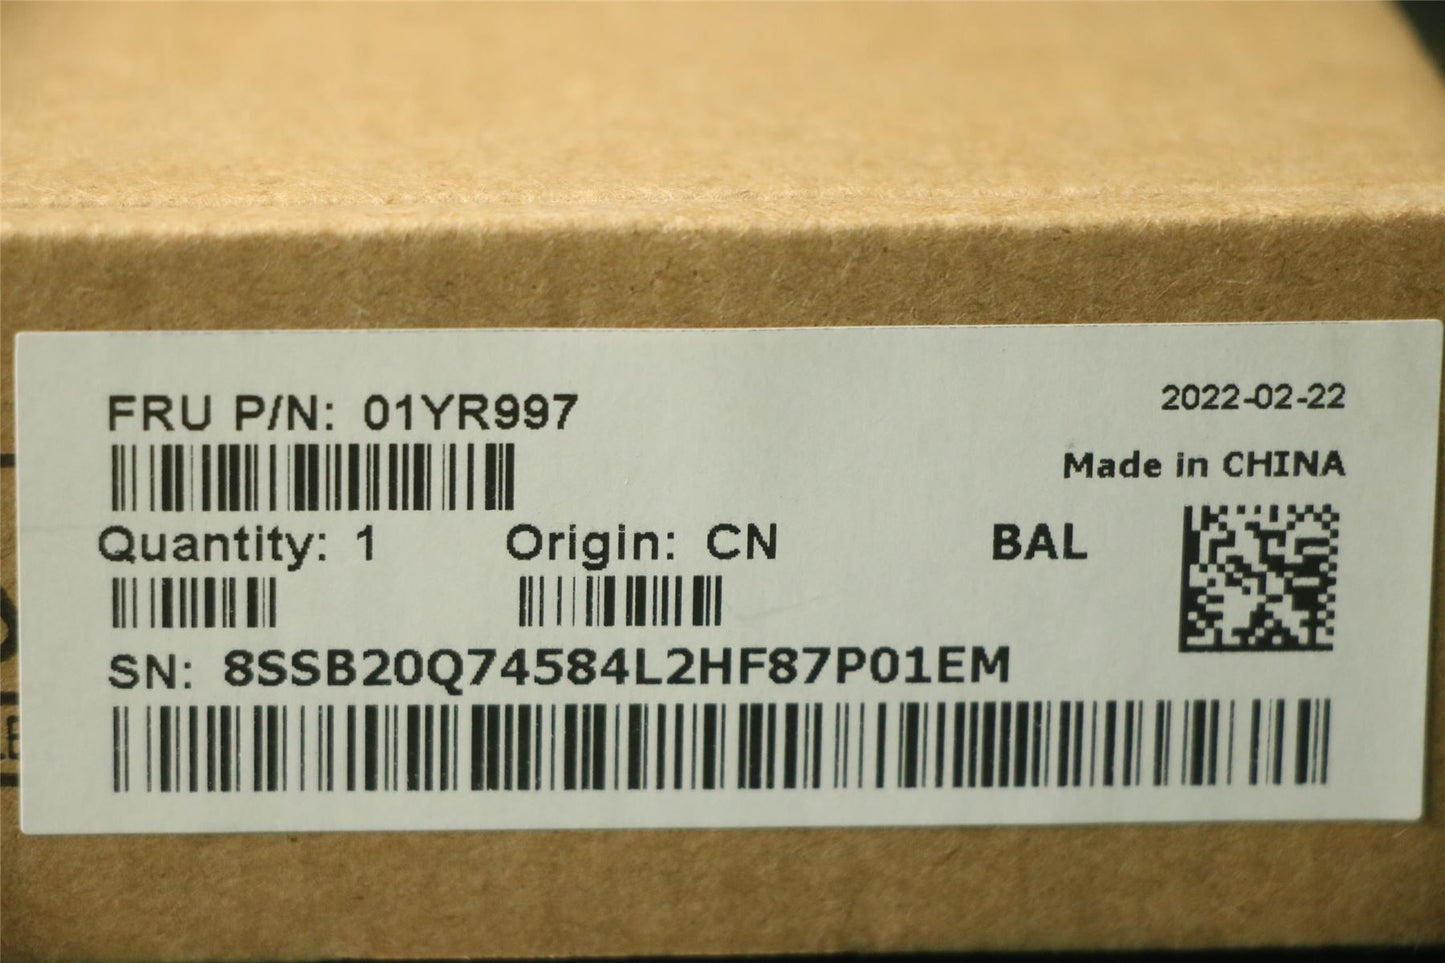 FRU P/N: 01YR997
2022-02-22
Made in CHINA
Quantity: 1 Origin: CN BAL
SN: 8SSB20Q74584L2HF87P01EM